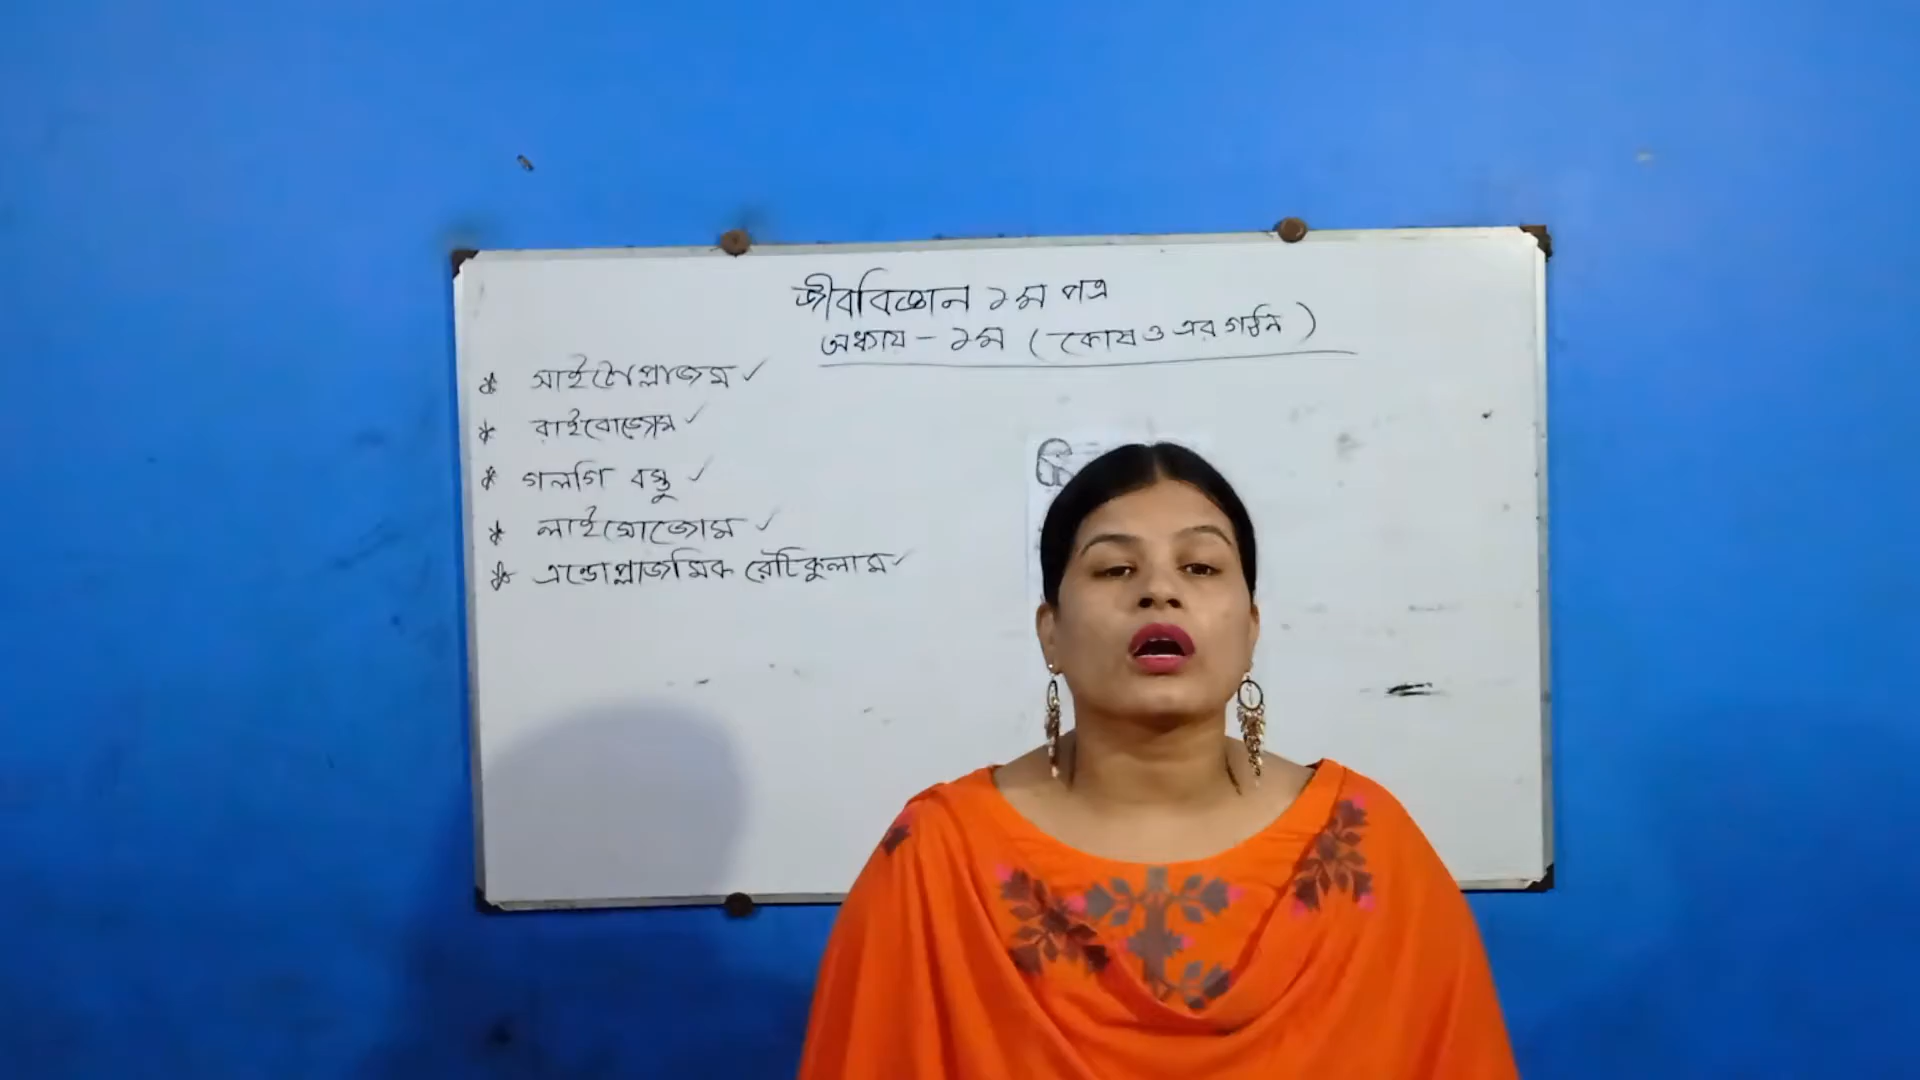 জীববিজ্ঞান ১ম পত্র
অধ্যায় - ১ম (কোষ ও এর গঠন)
* সাইটোপ্লাজম ✓
* রাইবোজোম ✓
* গলগি বস্তু ✓
* লাইসোজোম ✓
* এন্ডোপ্লাজমিক রেটিকুলাম ✓